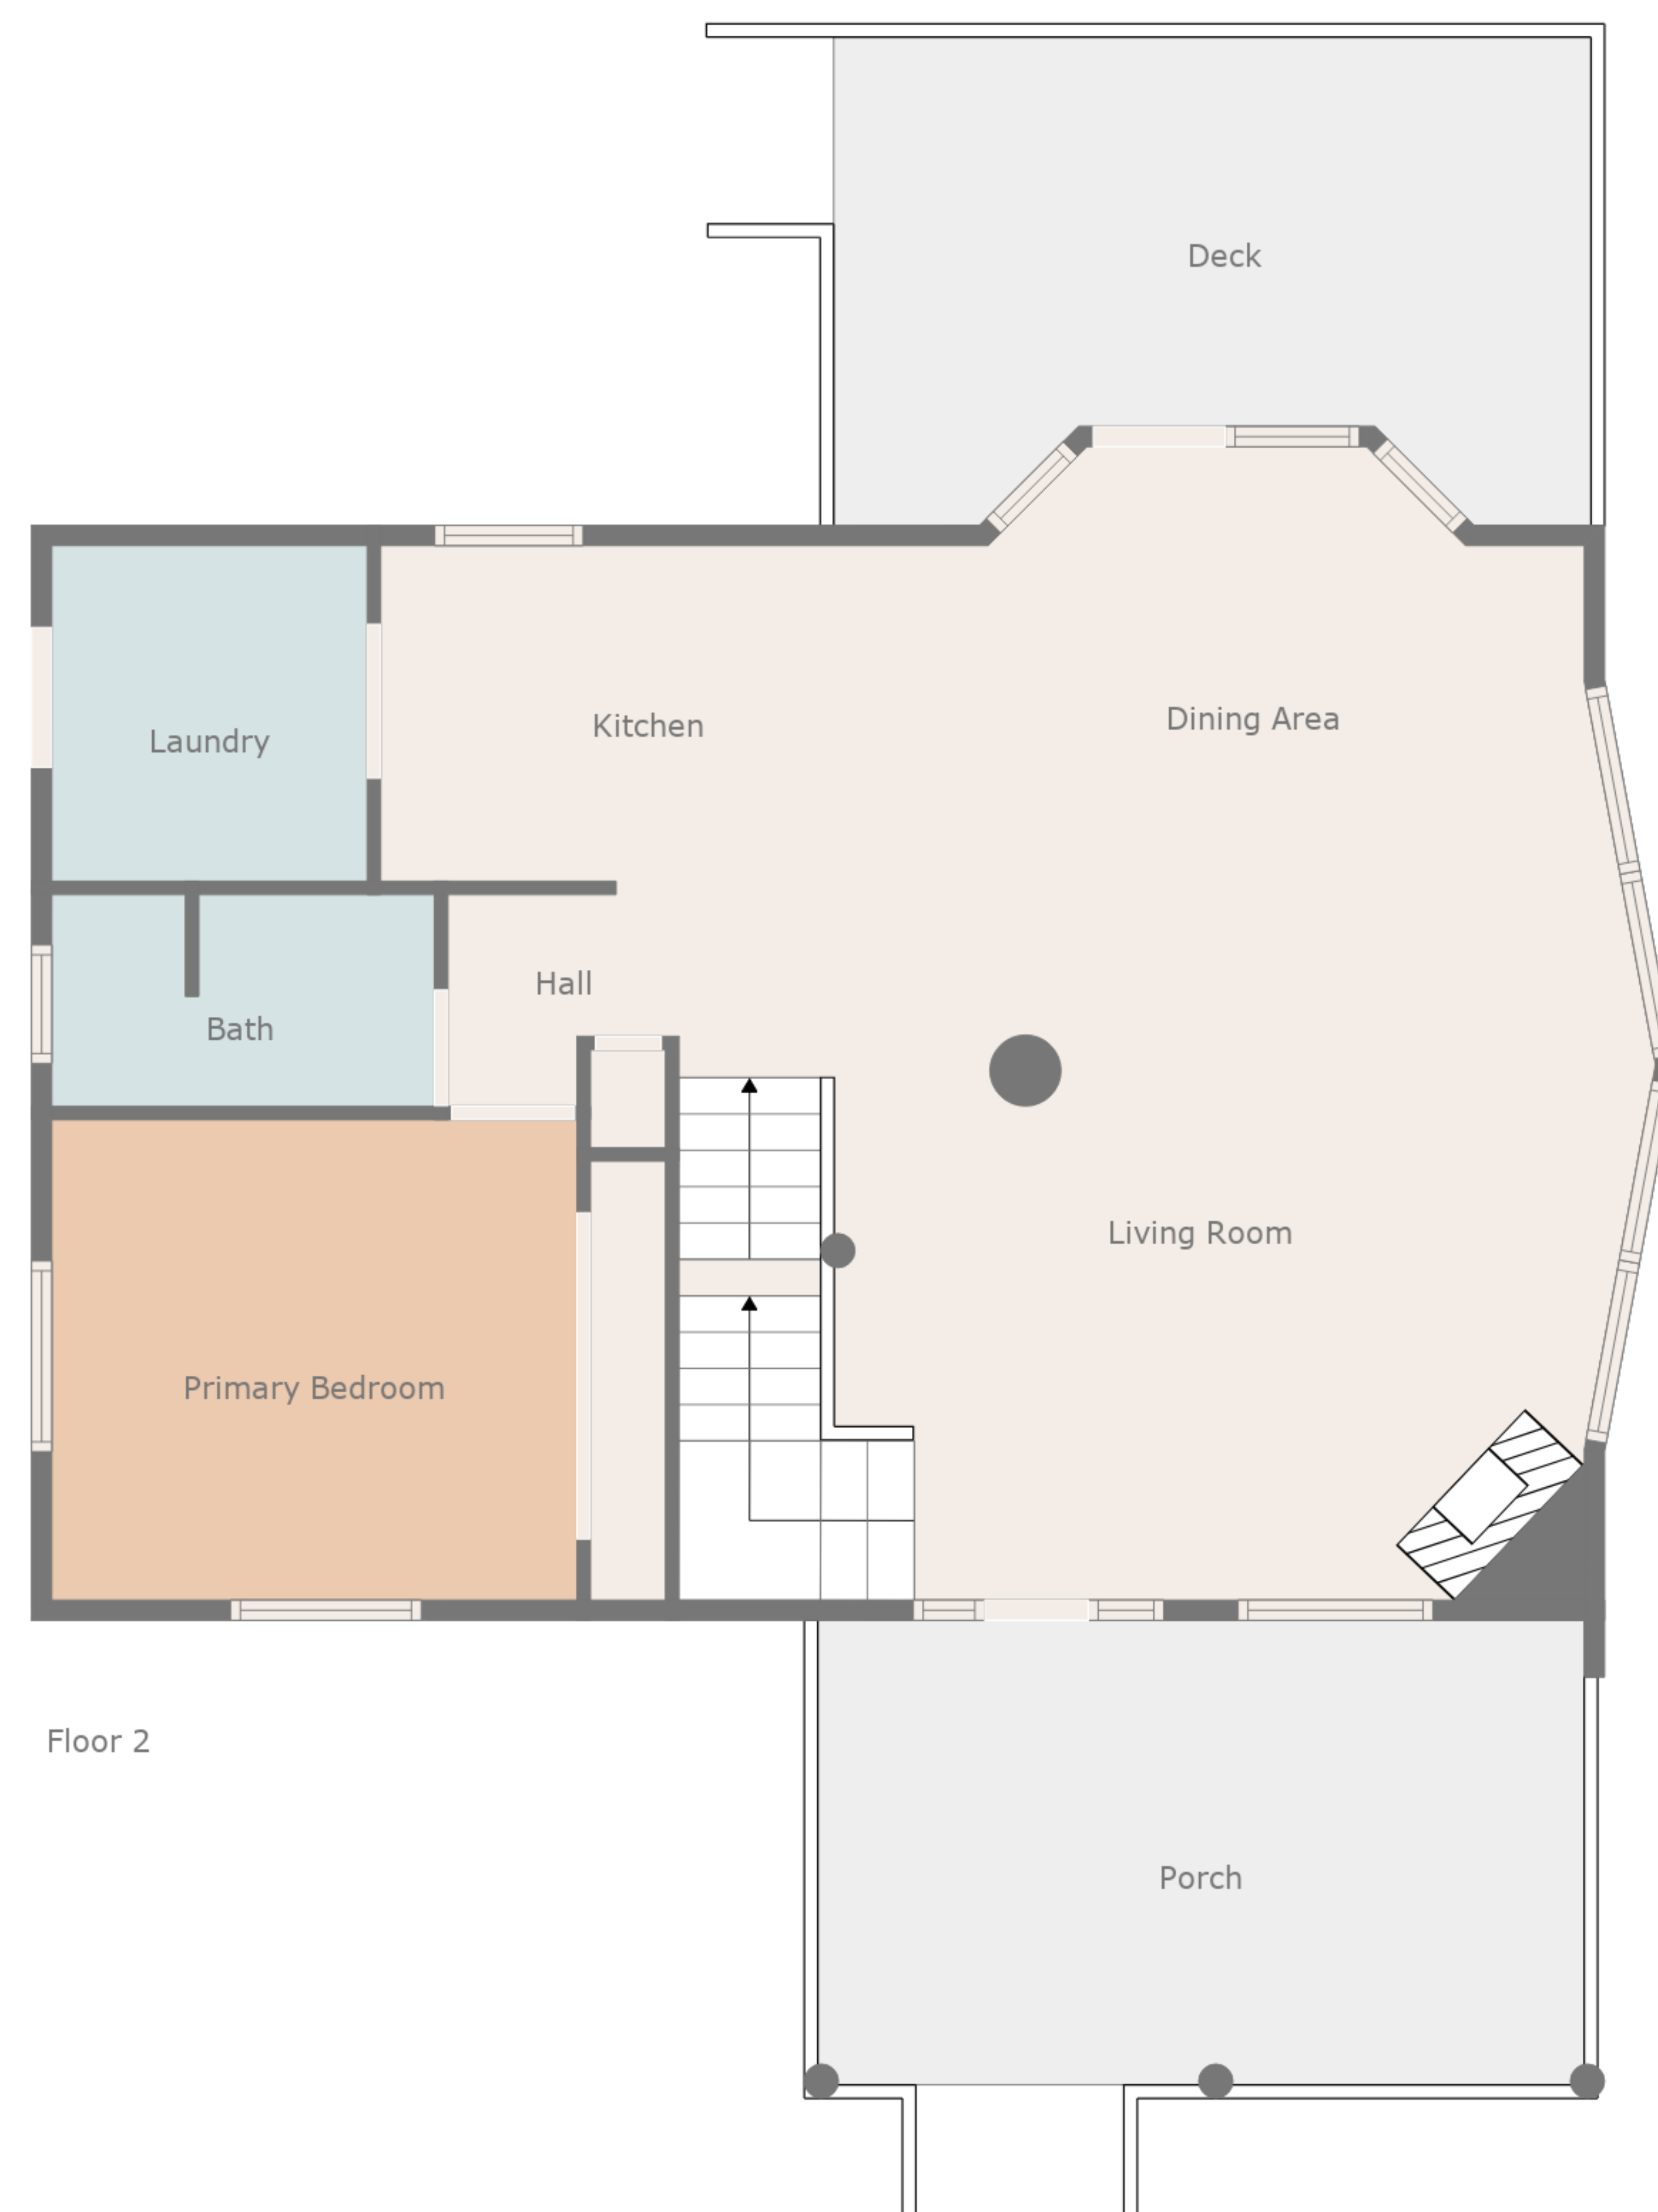 Deck
Dining Area
Kitchen
Laundry
Hall
Bath
Living Room
Primary Bedroom
Floor 2
Porch